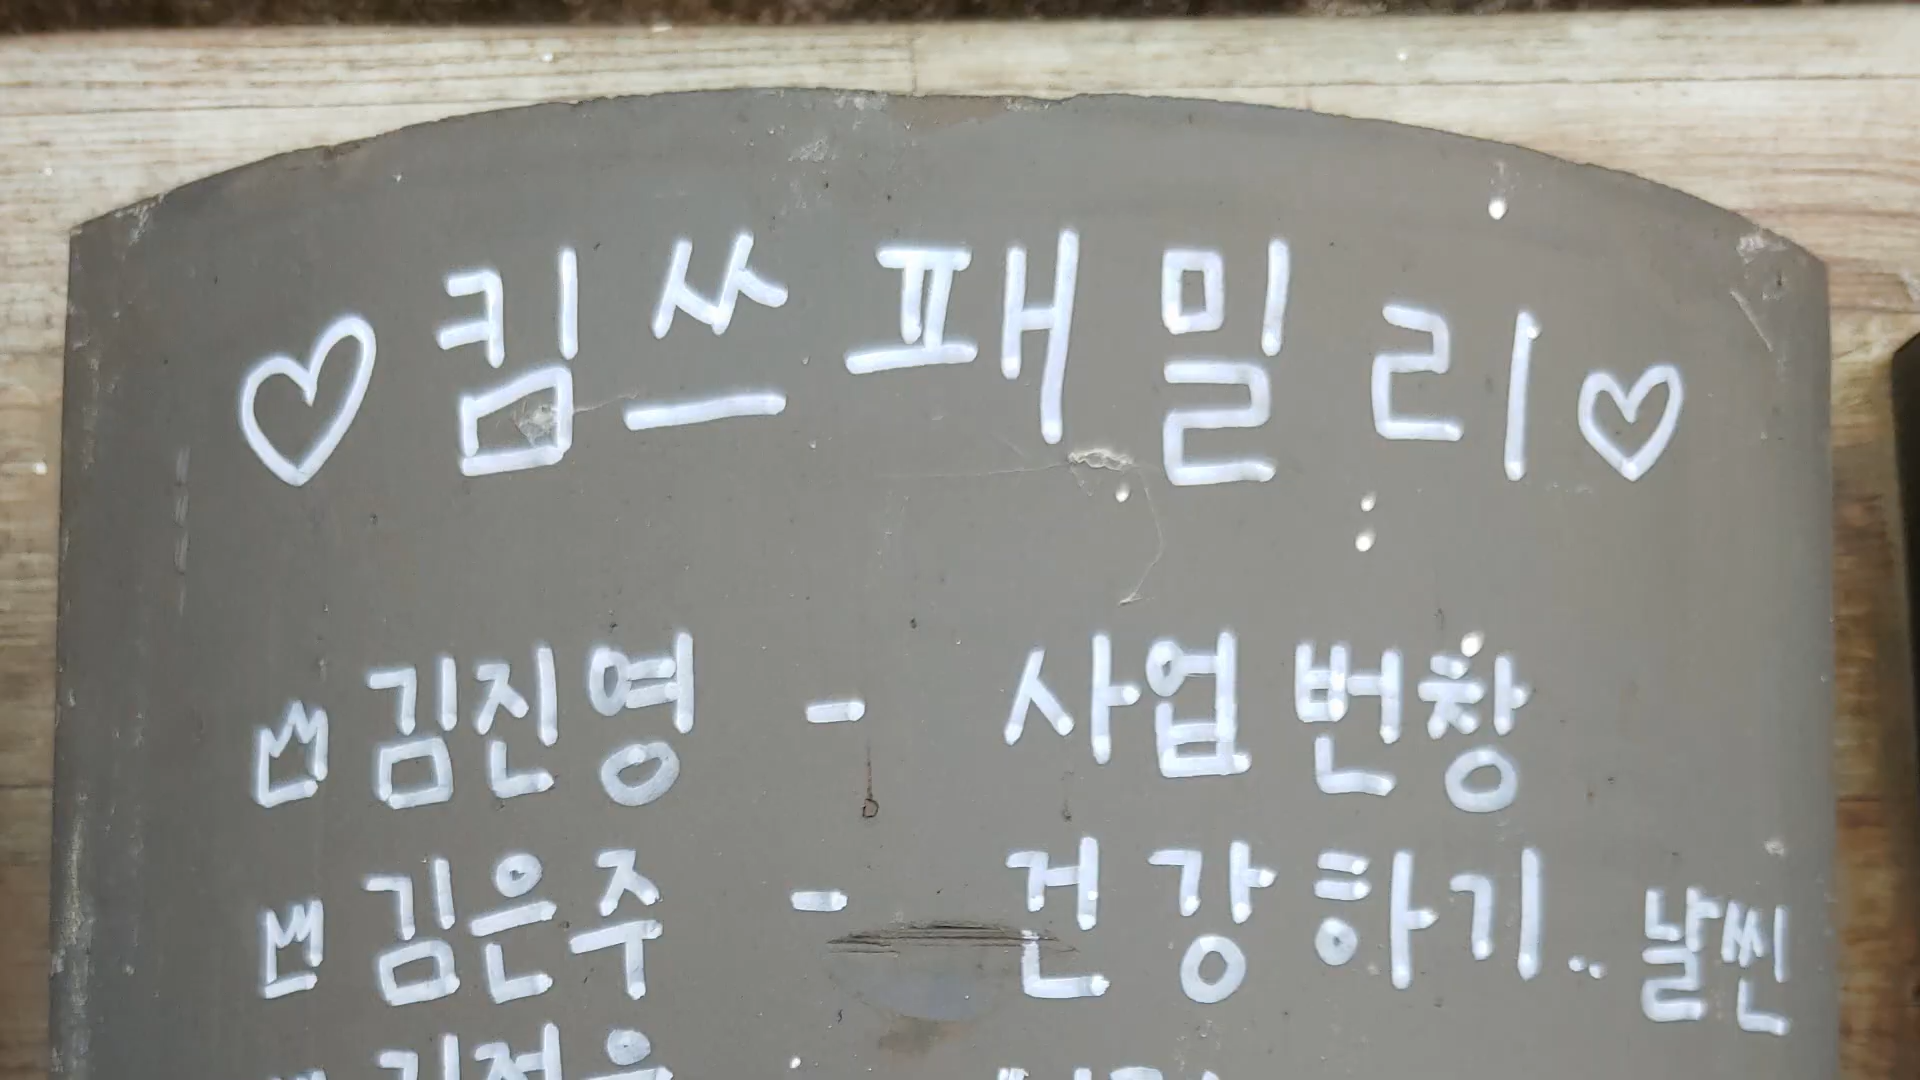 ♡ 킴쓰패밀리 ♡
김진영 - 사업번창
김은주 - 건강하기.. 날씬